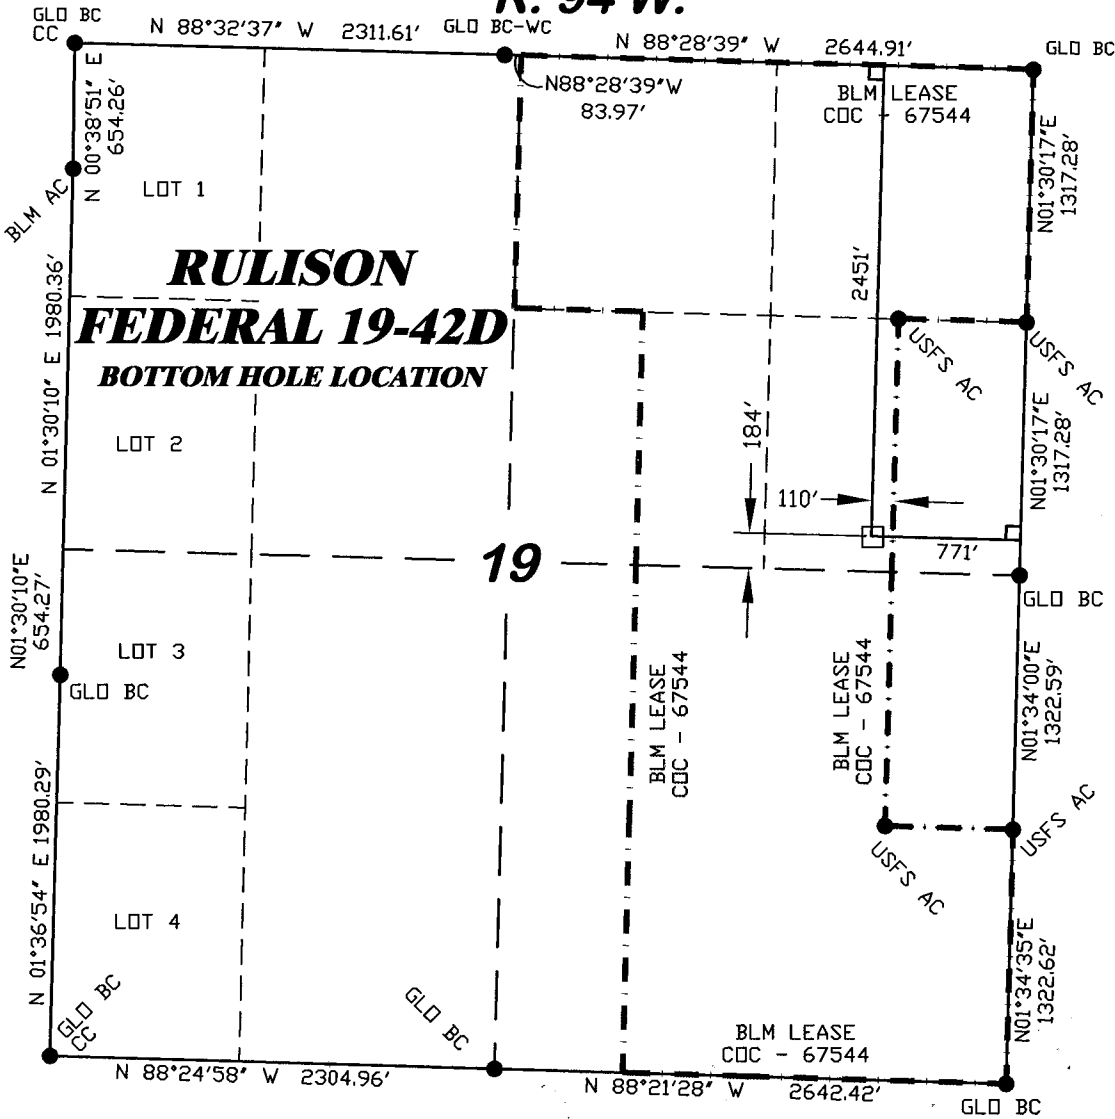 R. 94 W.
GLO BC
CC
N 88°32'37" W 2311.61'
GLO BC-WC
N 88°28'39" W 2644.91'
GLO BC
N88°28'39"W
83.97'
BLM LEASE
COC - 67544
N 00°38'51" E
654.26'
N01°30'17"E
1317.28'
BLM AC
LOT 1
RULISON
FEDERAL 19-42D
BOTTOM HOLE LOCATION
2451'
N 01°30'10" E 1980.36'
USFS AC
USFS AC
LOT 2
184'
N01°30'17"E
1317.28'
110'
771'
19
GLO BC
N01°30'10"E
654.27'
LOT 3
GLO BC
BLM LEASE
COC - 67544
BLM LEASE
COC - 67544
N01°34'00"E
1322.59'
N 01°36'54" E 1980.29'
USFS AC
USFS AC
LOT 4
N01°34'35"E
1322.62'
GLO BC
CC
GLO BC
BLM LEASE
COC - 67544
N 88°24'58" W 2304.96'
N 88°21'28" W 2642.42'
GLO BC